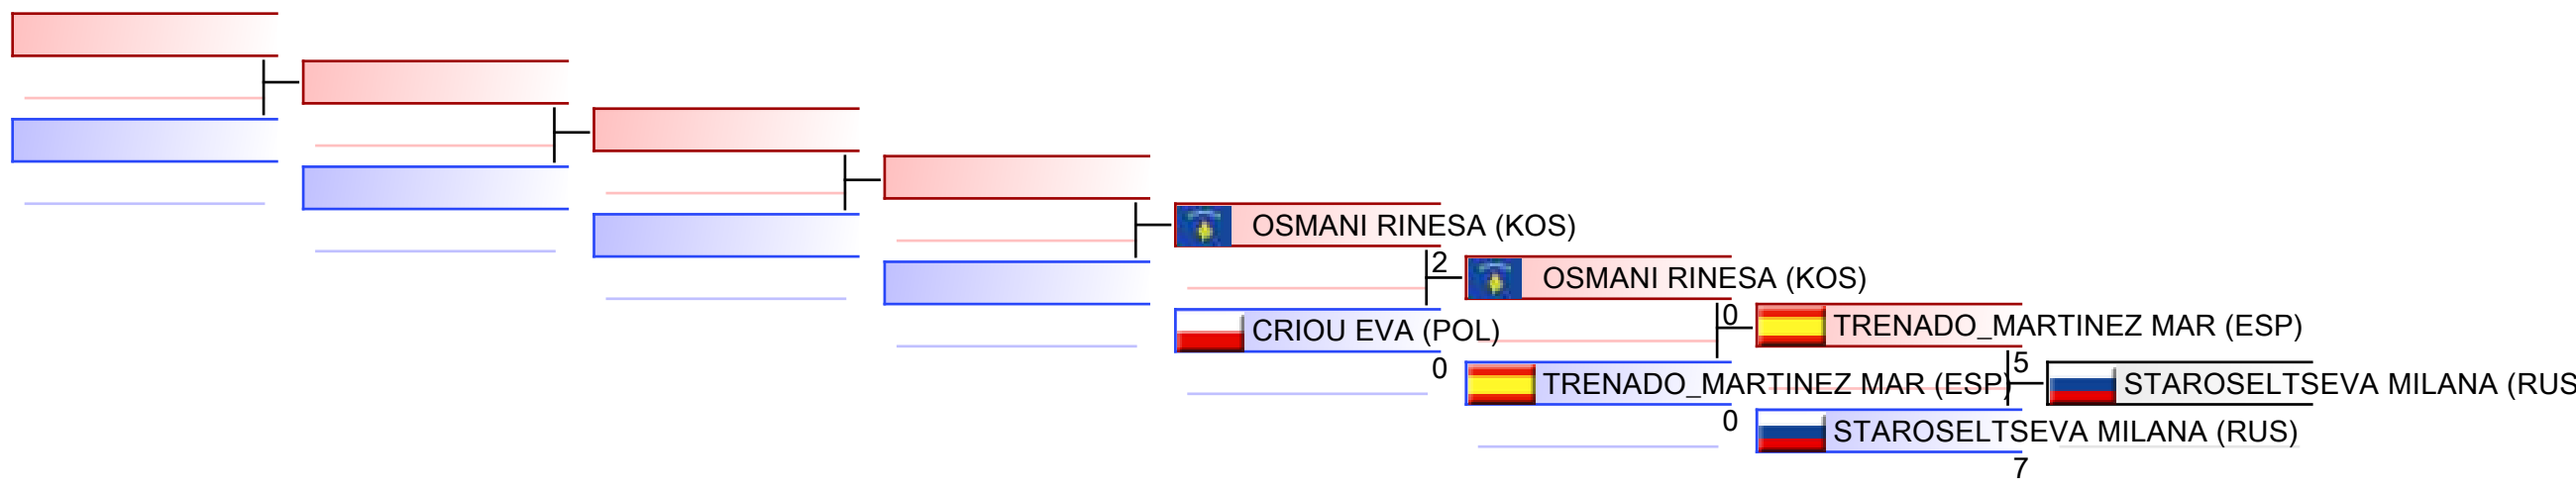 OSMANI RINESA (KOS)
2
OSMANI RINESA (KOS)
0
TRENADO_MARTINEZ MAR (ESP)
CRIOU EVA (POL)
0
5
TRENADO_MARTINEZ MAR (ESP)
STAROSELTSEVA MILANA (RUS
0
STAROSELTSEVA MILANA (RUS)
7